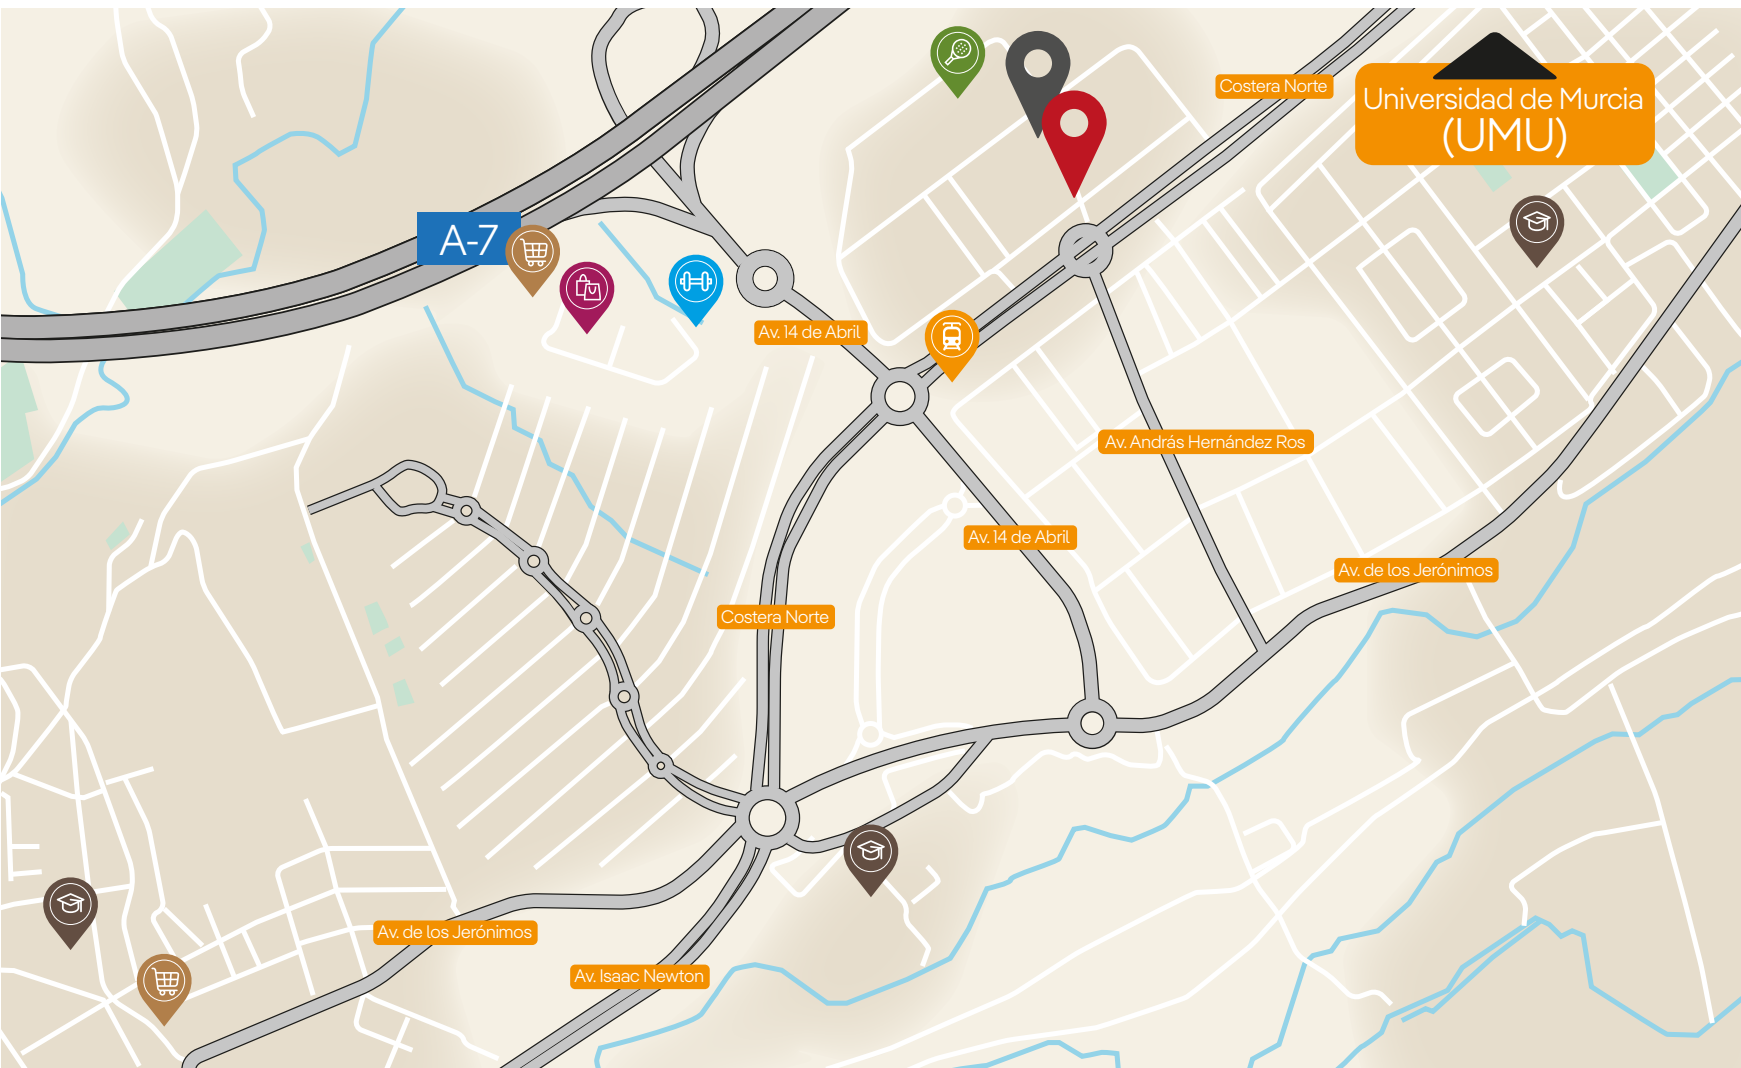 Costera Norte
Universidad de Murcia
(UMU)
A-7
Av. 14 de Abril
Av. András Hernández Ros
Av. 14 de Abril
Av. de los Jerónimos
Costera Norte
Av. de los Jerónimos
Av. Isaac Newton